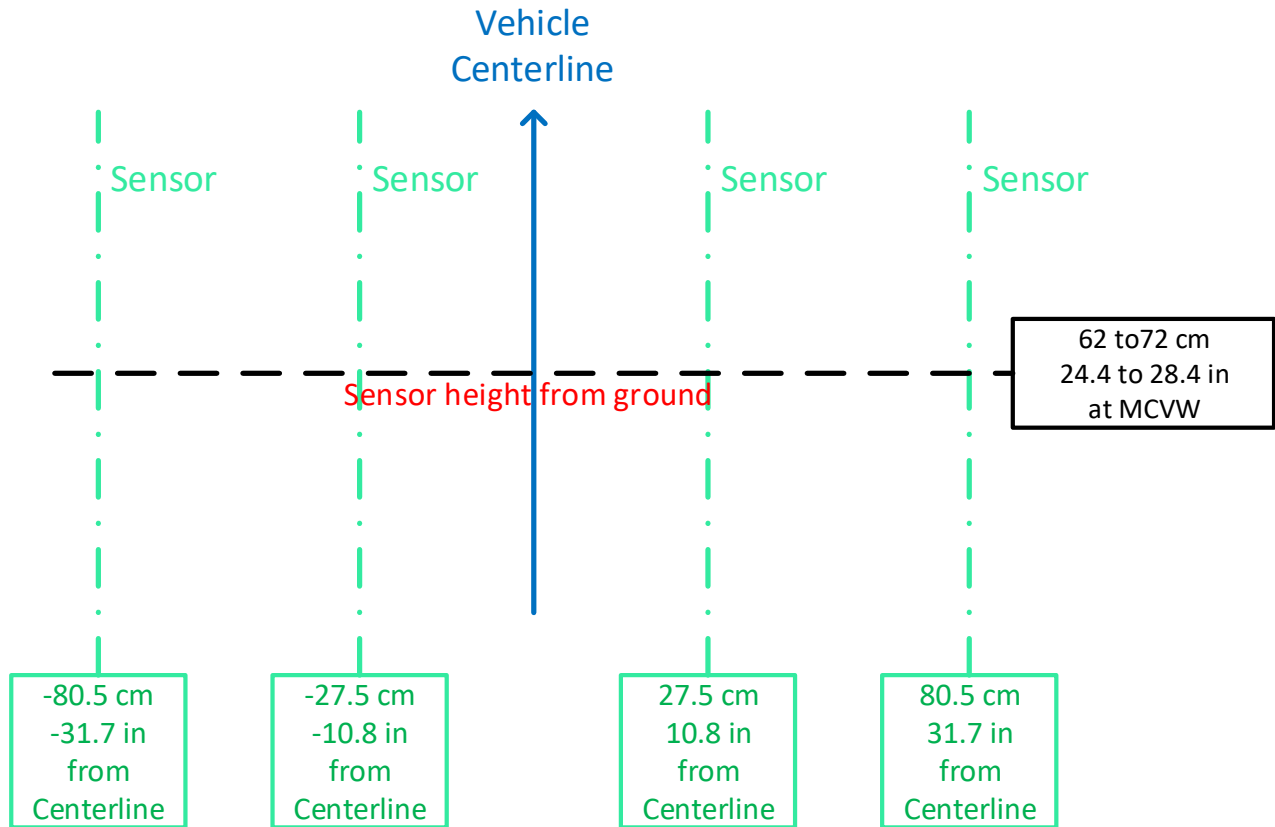 Vehicle
Centerline
Sensor
Sensor
Sensor
Sensor
62 to72 cm
24.4 to 28.4 in
at MCVW
Sensor height from ground
-80.5 cm
-31.7 in
from
Centerline
-27.5 cm
-10.8 in
from
Centerline
27.5 cm
10.8 in
from
Centerline
80.5 cm
31.7 in
from
Centerline